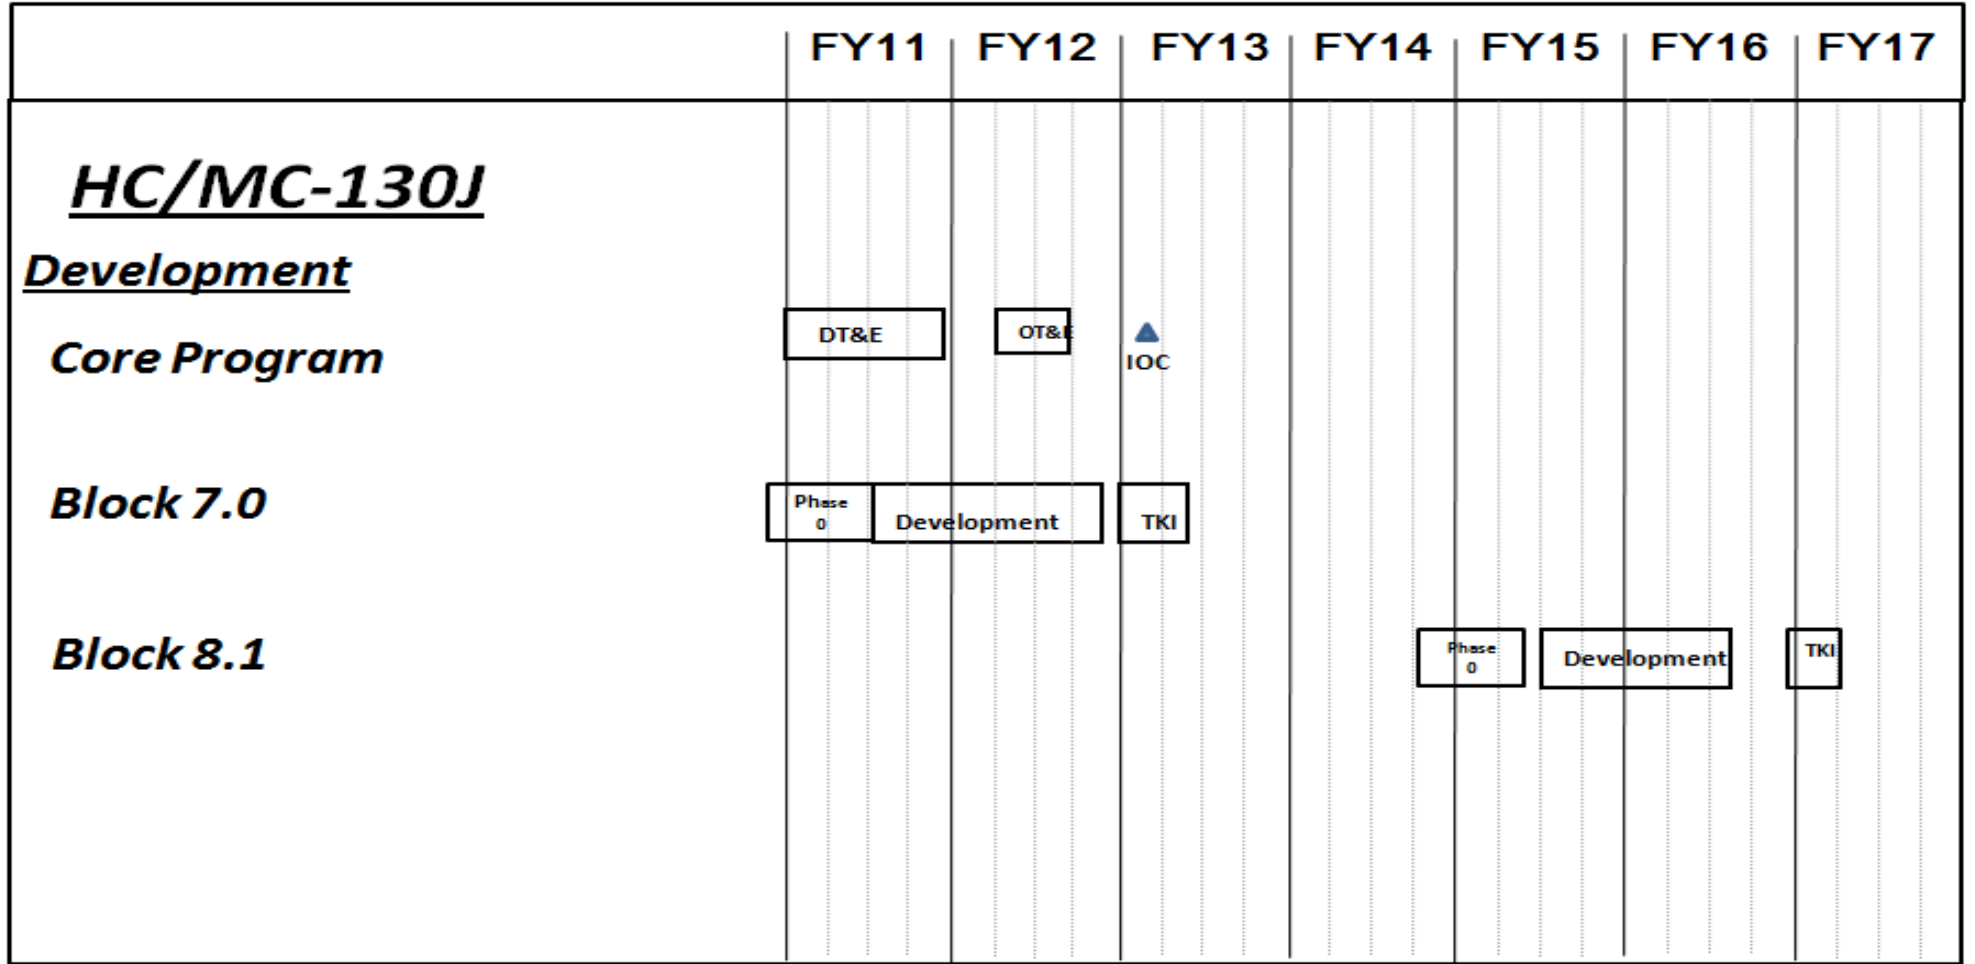 FY11 FY12 FY13 FY14 FY15 FY16 FY17
HC/MC-130J
Development
Core Program
DT&E
OT&E
IOC
Block 7.0
Phase
0
Development
TKI
Block 8.1
Phase
0
Development
TKI